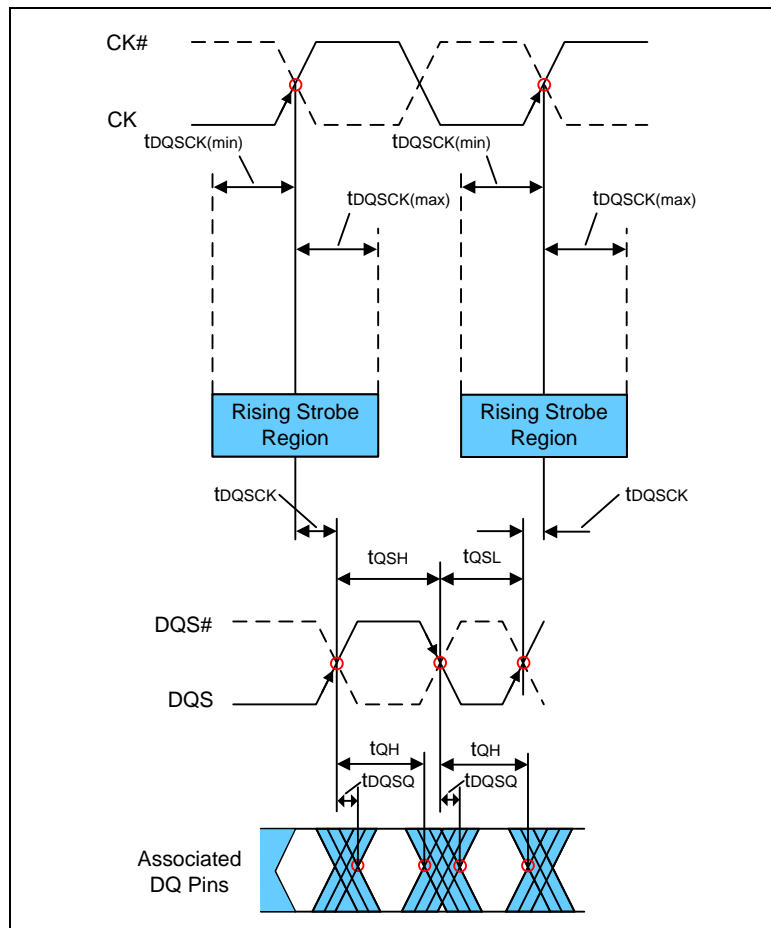 CK#
CK
tDQSCK(min)
tDQSCK(min)
tDQSCK(max)
tDQSCK(max)
Rising Strobe
Region
Rising Strobe
Region
tDQSCK
tDQSCK
tQSH
tQSL
DQS#
DQS
tQH
tQH
tDQSQ
tDQSQ
Associated
DQ Pins